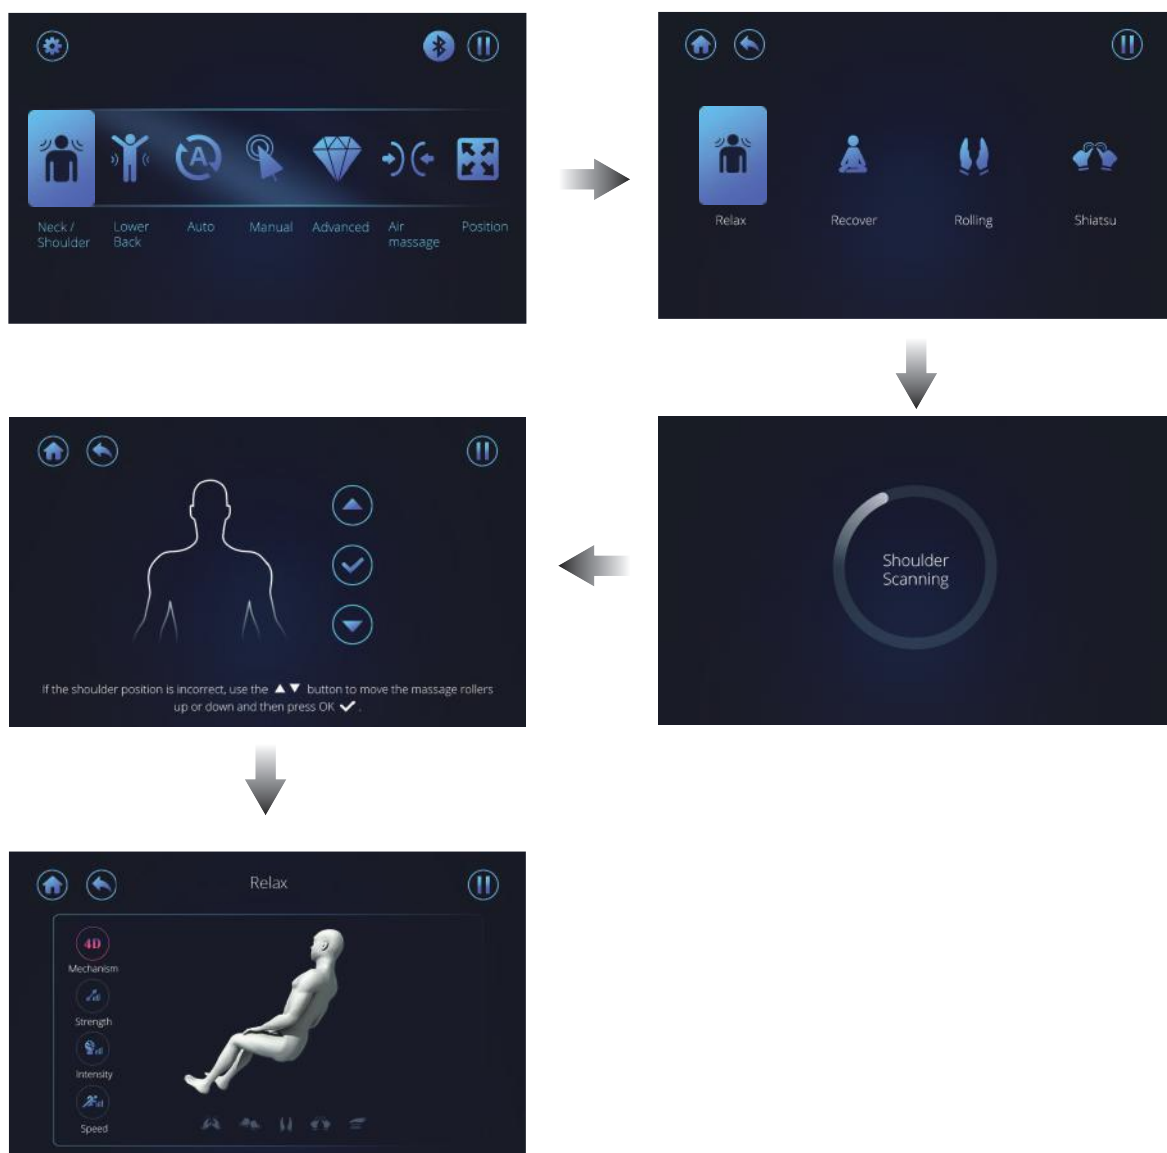 A
Neck /
Shoulder
Lower
Back
Auto
Manual
Advanced
Air
massage
Position
Relax
Recover
Rolling
Shiatsu
Shoulder
Scanning
If the shoulder position is incorrect, use the ▲ ▼ button to move the massage rollers
up or down and then press OK ✔ .
Relax
4D
Mechanism
Strength
Intensity
Speed